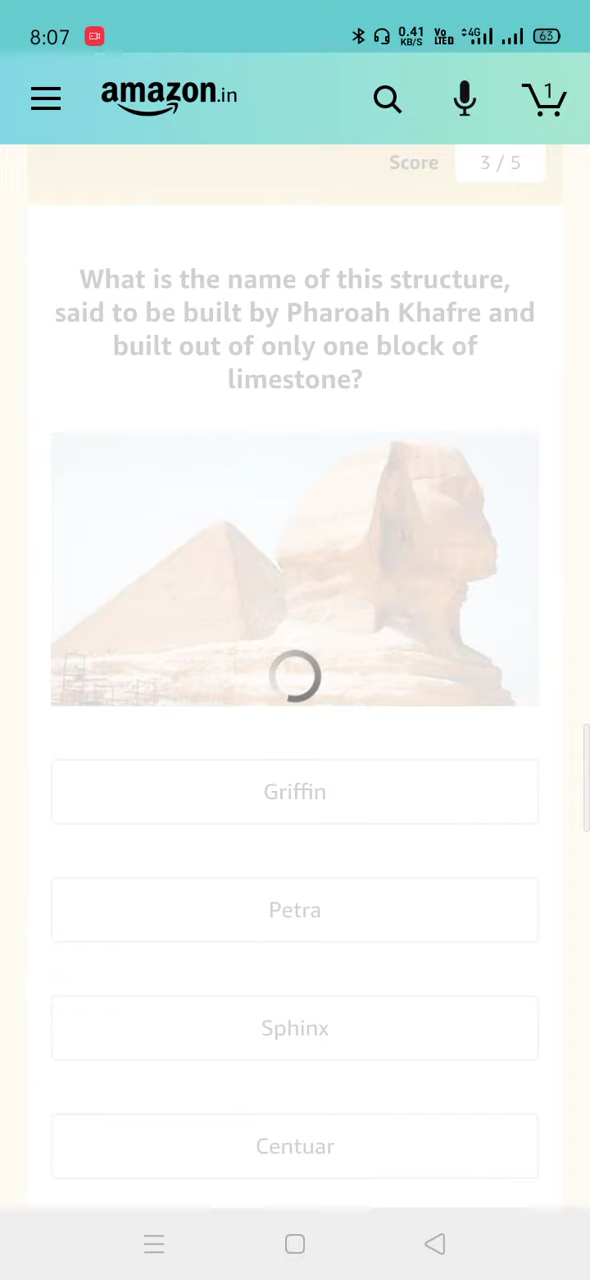 8:07 0.41 KB/S VoLTED 4G 63
amazon.in 1
Score 3 / 5
What is the name of this structure,
said to be built by Pharoah Khafre and
built out of only one block of
limestone?
Griffin
Petra
Sphinx
Centuar